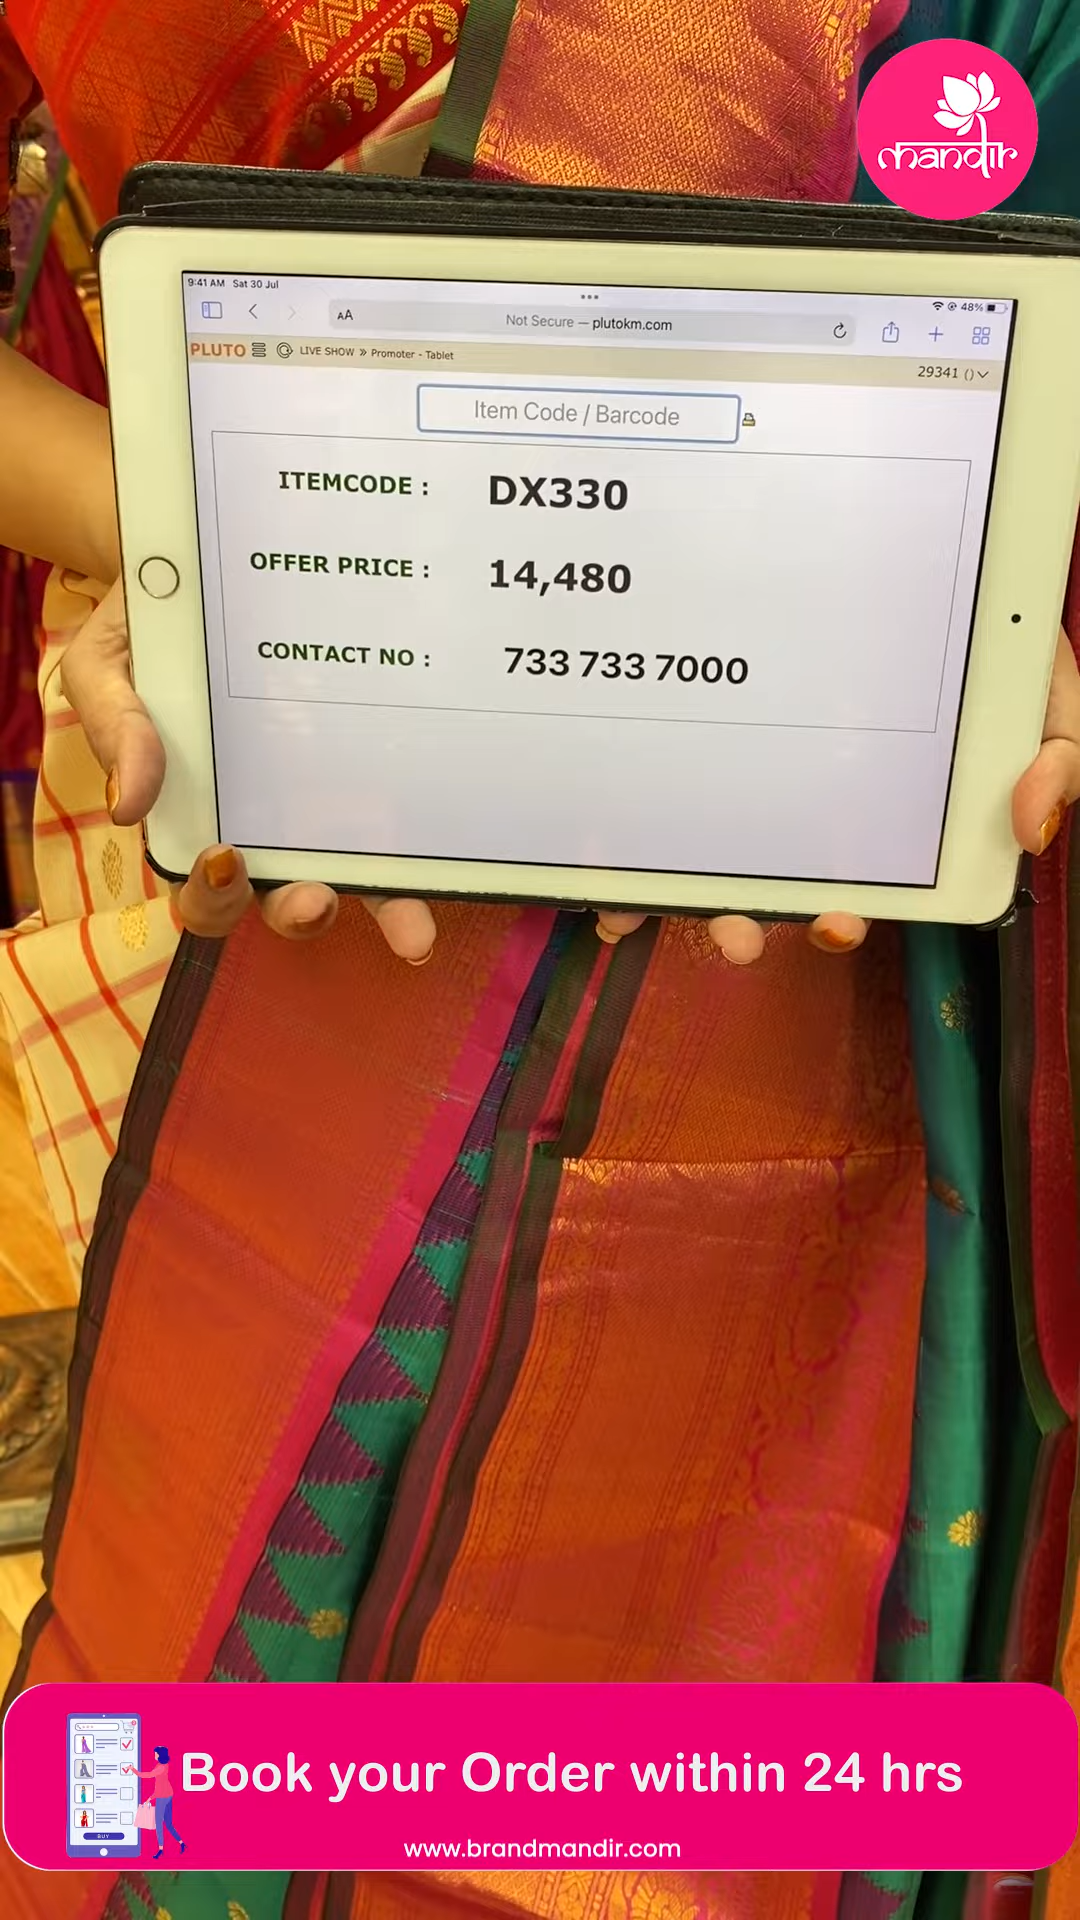 mandir
9:41 AM Sat 30 Jul
48%
AA
Not Secure — plutokm.com
PLUTO
LIVE SHOW » Promoter - Tablet
29341 ()
Item Code / Barcode
ITEMCODE : DX330
OFFER PRICE : 14,480
CONTACT NO : 733 733 7000
Book your Order within 24 hrs
BUY
www.brandmandir.com